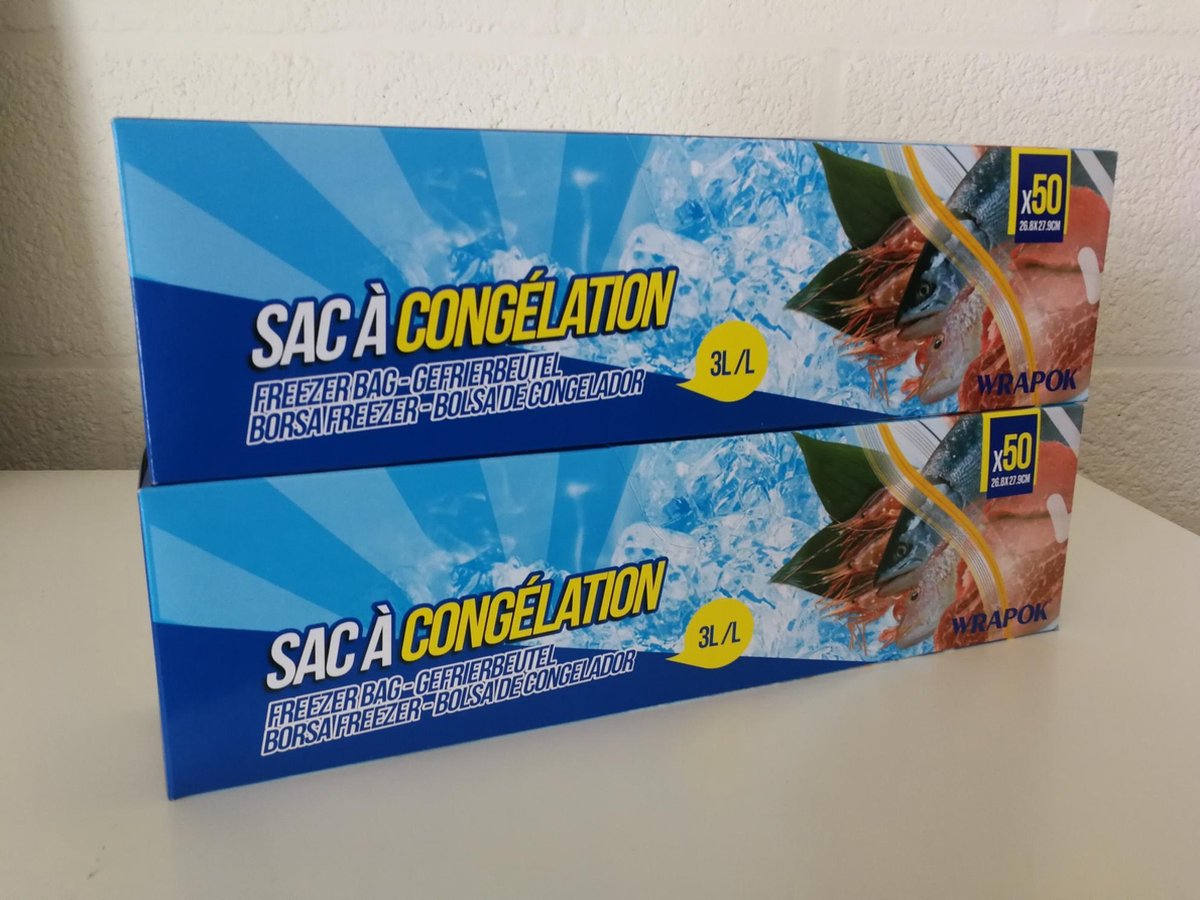 x50
26.8X27.9CM
SAC À CONGÉLATION
FREEZER BAG - GEFRIERBEUTEL
BORSA FREEZER - BOLSA DE CONGELADOR
3L/L
WRAPOK
x50
26.8X27.9CM
SAC À CONGÉLATION
FREEZER BAG - GEFRIERBEUTEL
BORSA FREEZER - BOLSA DE CONGELADOR
3L/L
WRAPOK